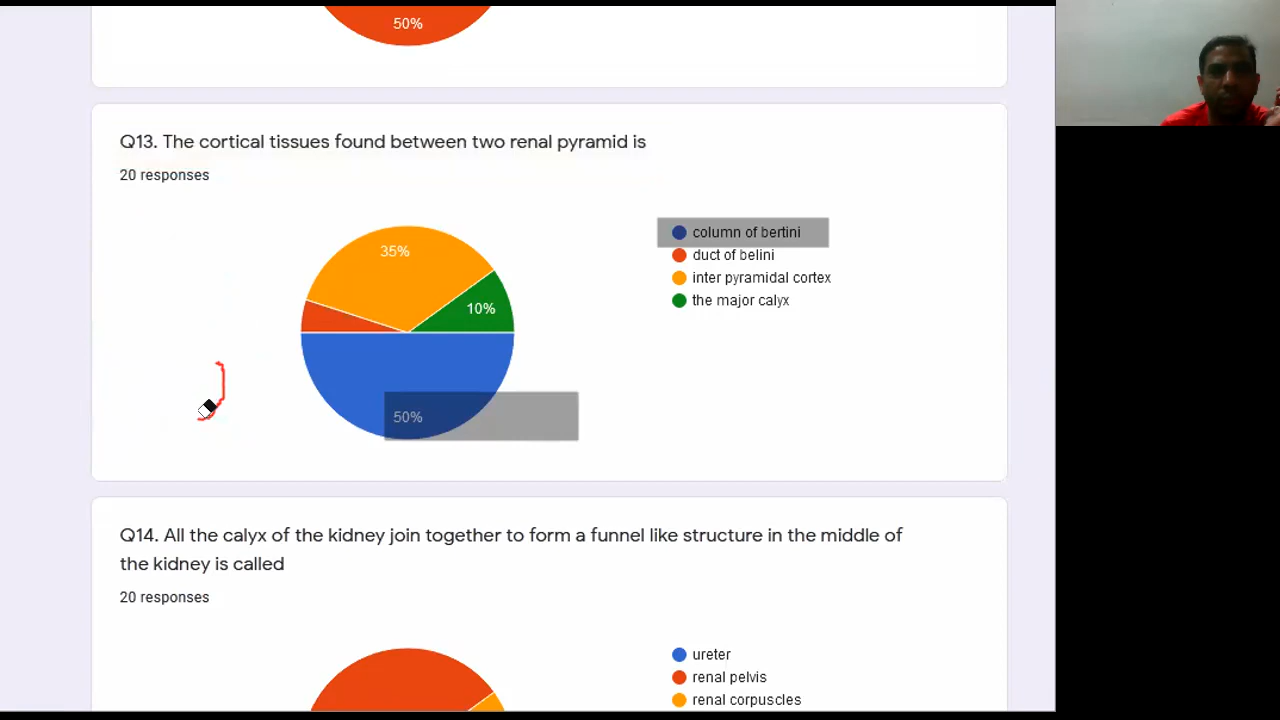 50%
Q13. The cortical tissues found between two renal pyramid is
20 responses
35%
10%
50%
column of bertini
duct of belini
inter pyramidal cortex
the major calyx
Q14. All the calyx of the kidney join together to form a funnel like structure in the middle of
the kidney is called
20 responses
ureter
renal pelvis
renal corpuscles